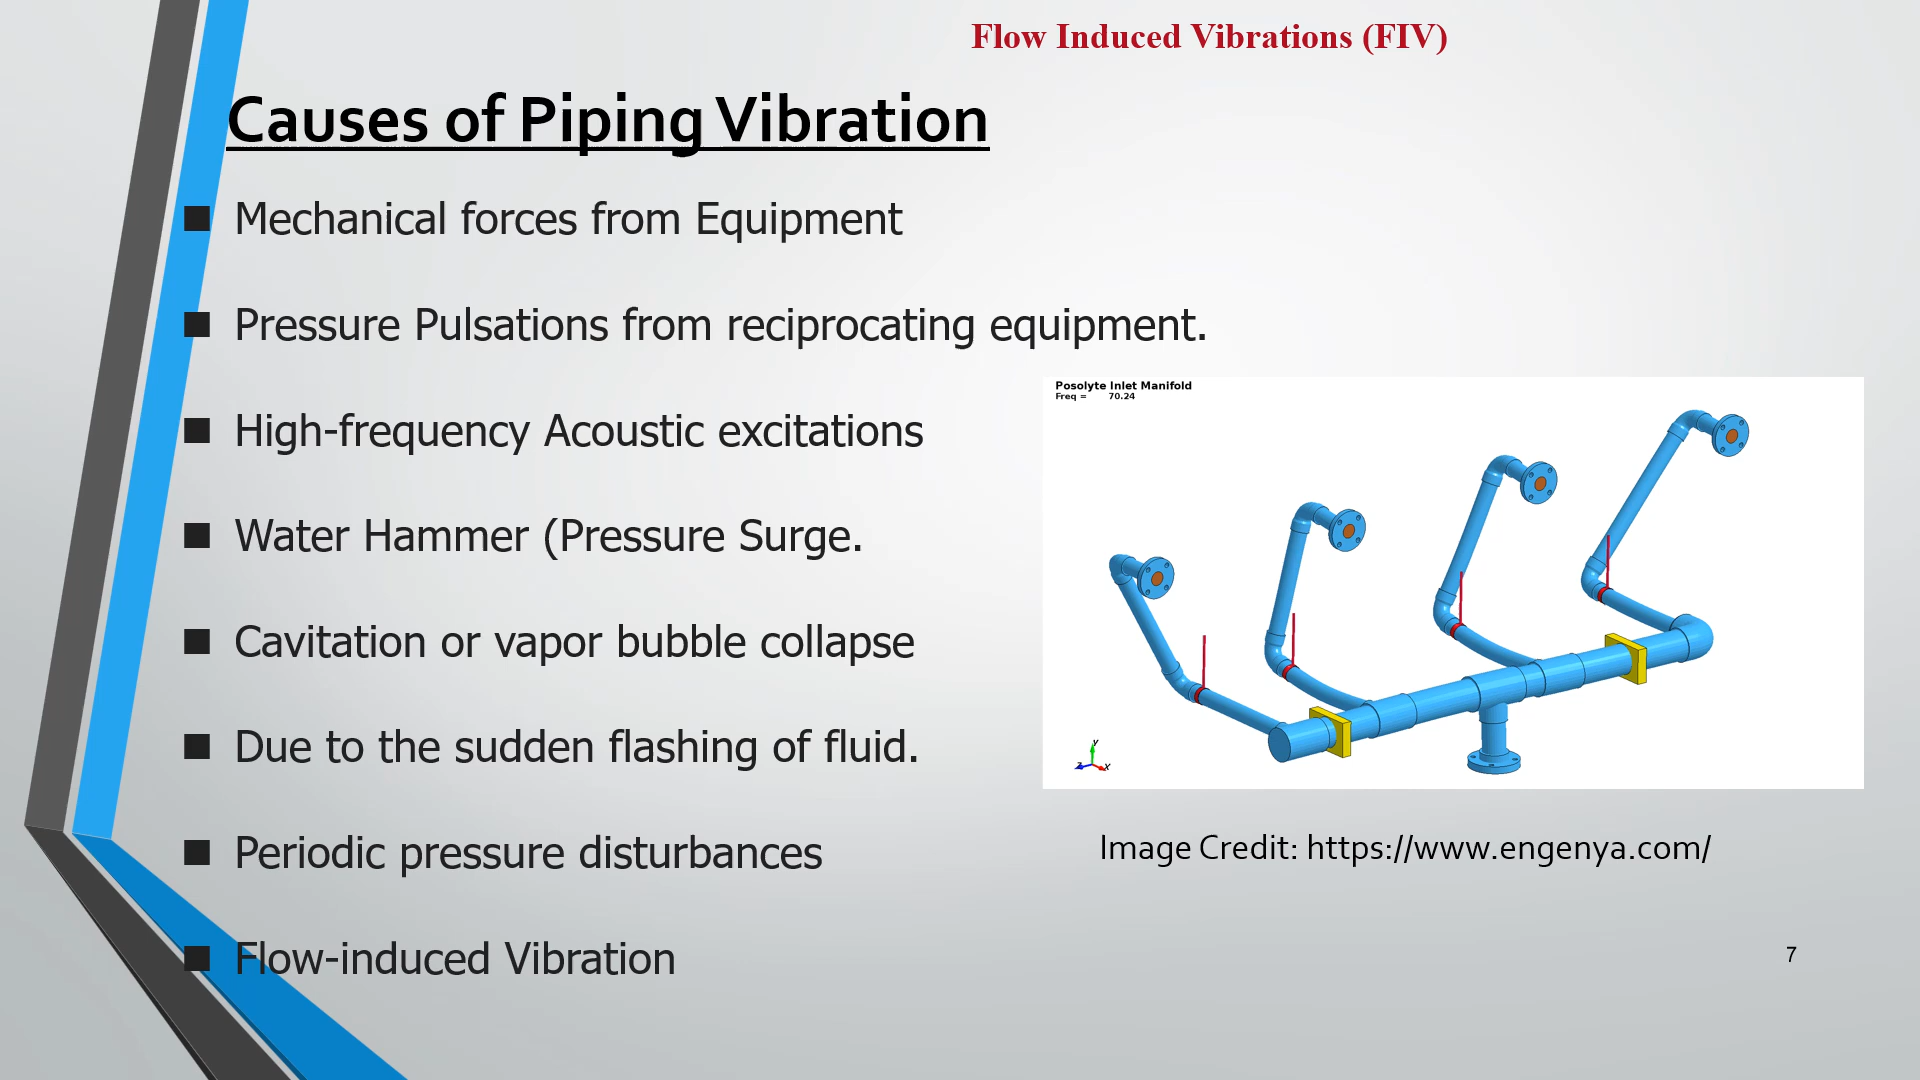 Flow Induced Vibrations (FIV)
Causes of Piping Vibration
Mechanical forces from Equipment
Pressure Pulsations from reciprocating equipment.
High-frequency Acoustic excitations
Water Hammer (Pressure Surge.
Cavitation or vapor bubble collapse
Due to the sudden flashing of fluid.
Periodic pressure disturbances
Flow-induced Vibration
Posolyte Inlet Manifold
Freq = 70.24
y
z
x
Image Credit: https://www.engenya.com/
7